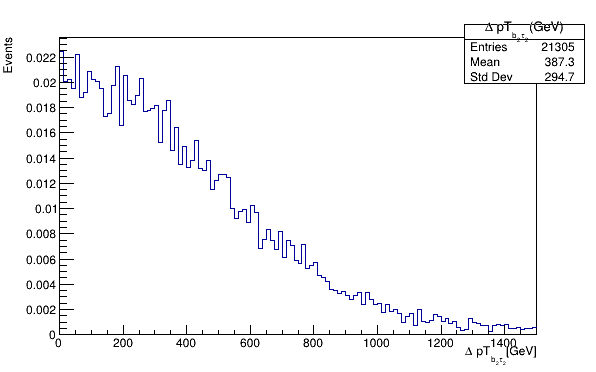 Δ pT_{b₂τ₂}(GeV)
Entries 21305
Mean 387.3
Std Dev 294.7
Events
0.022
0.02
0.018
0.016
0.014
0.012
0.01
0.008
0.006
0.004
0.002
0
0 200 400 600 800 1000 1200 1400
Δ pT_{b₂τ₂}[GeV]